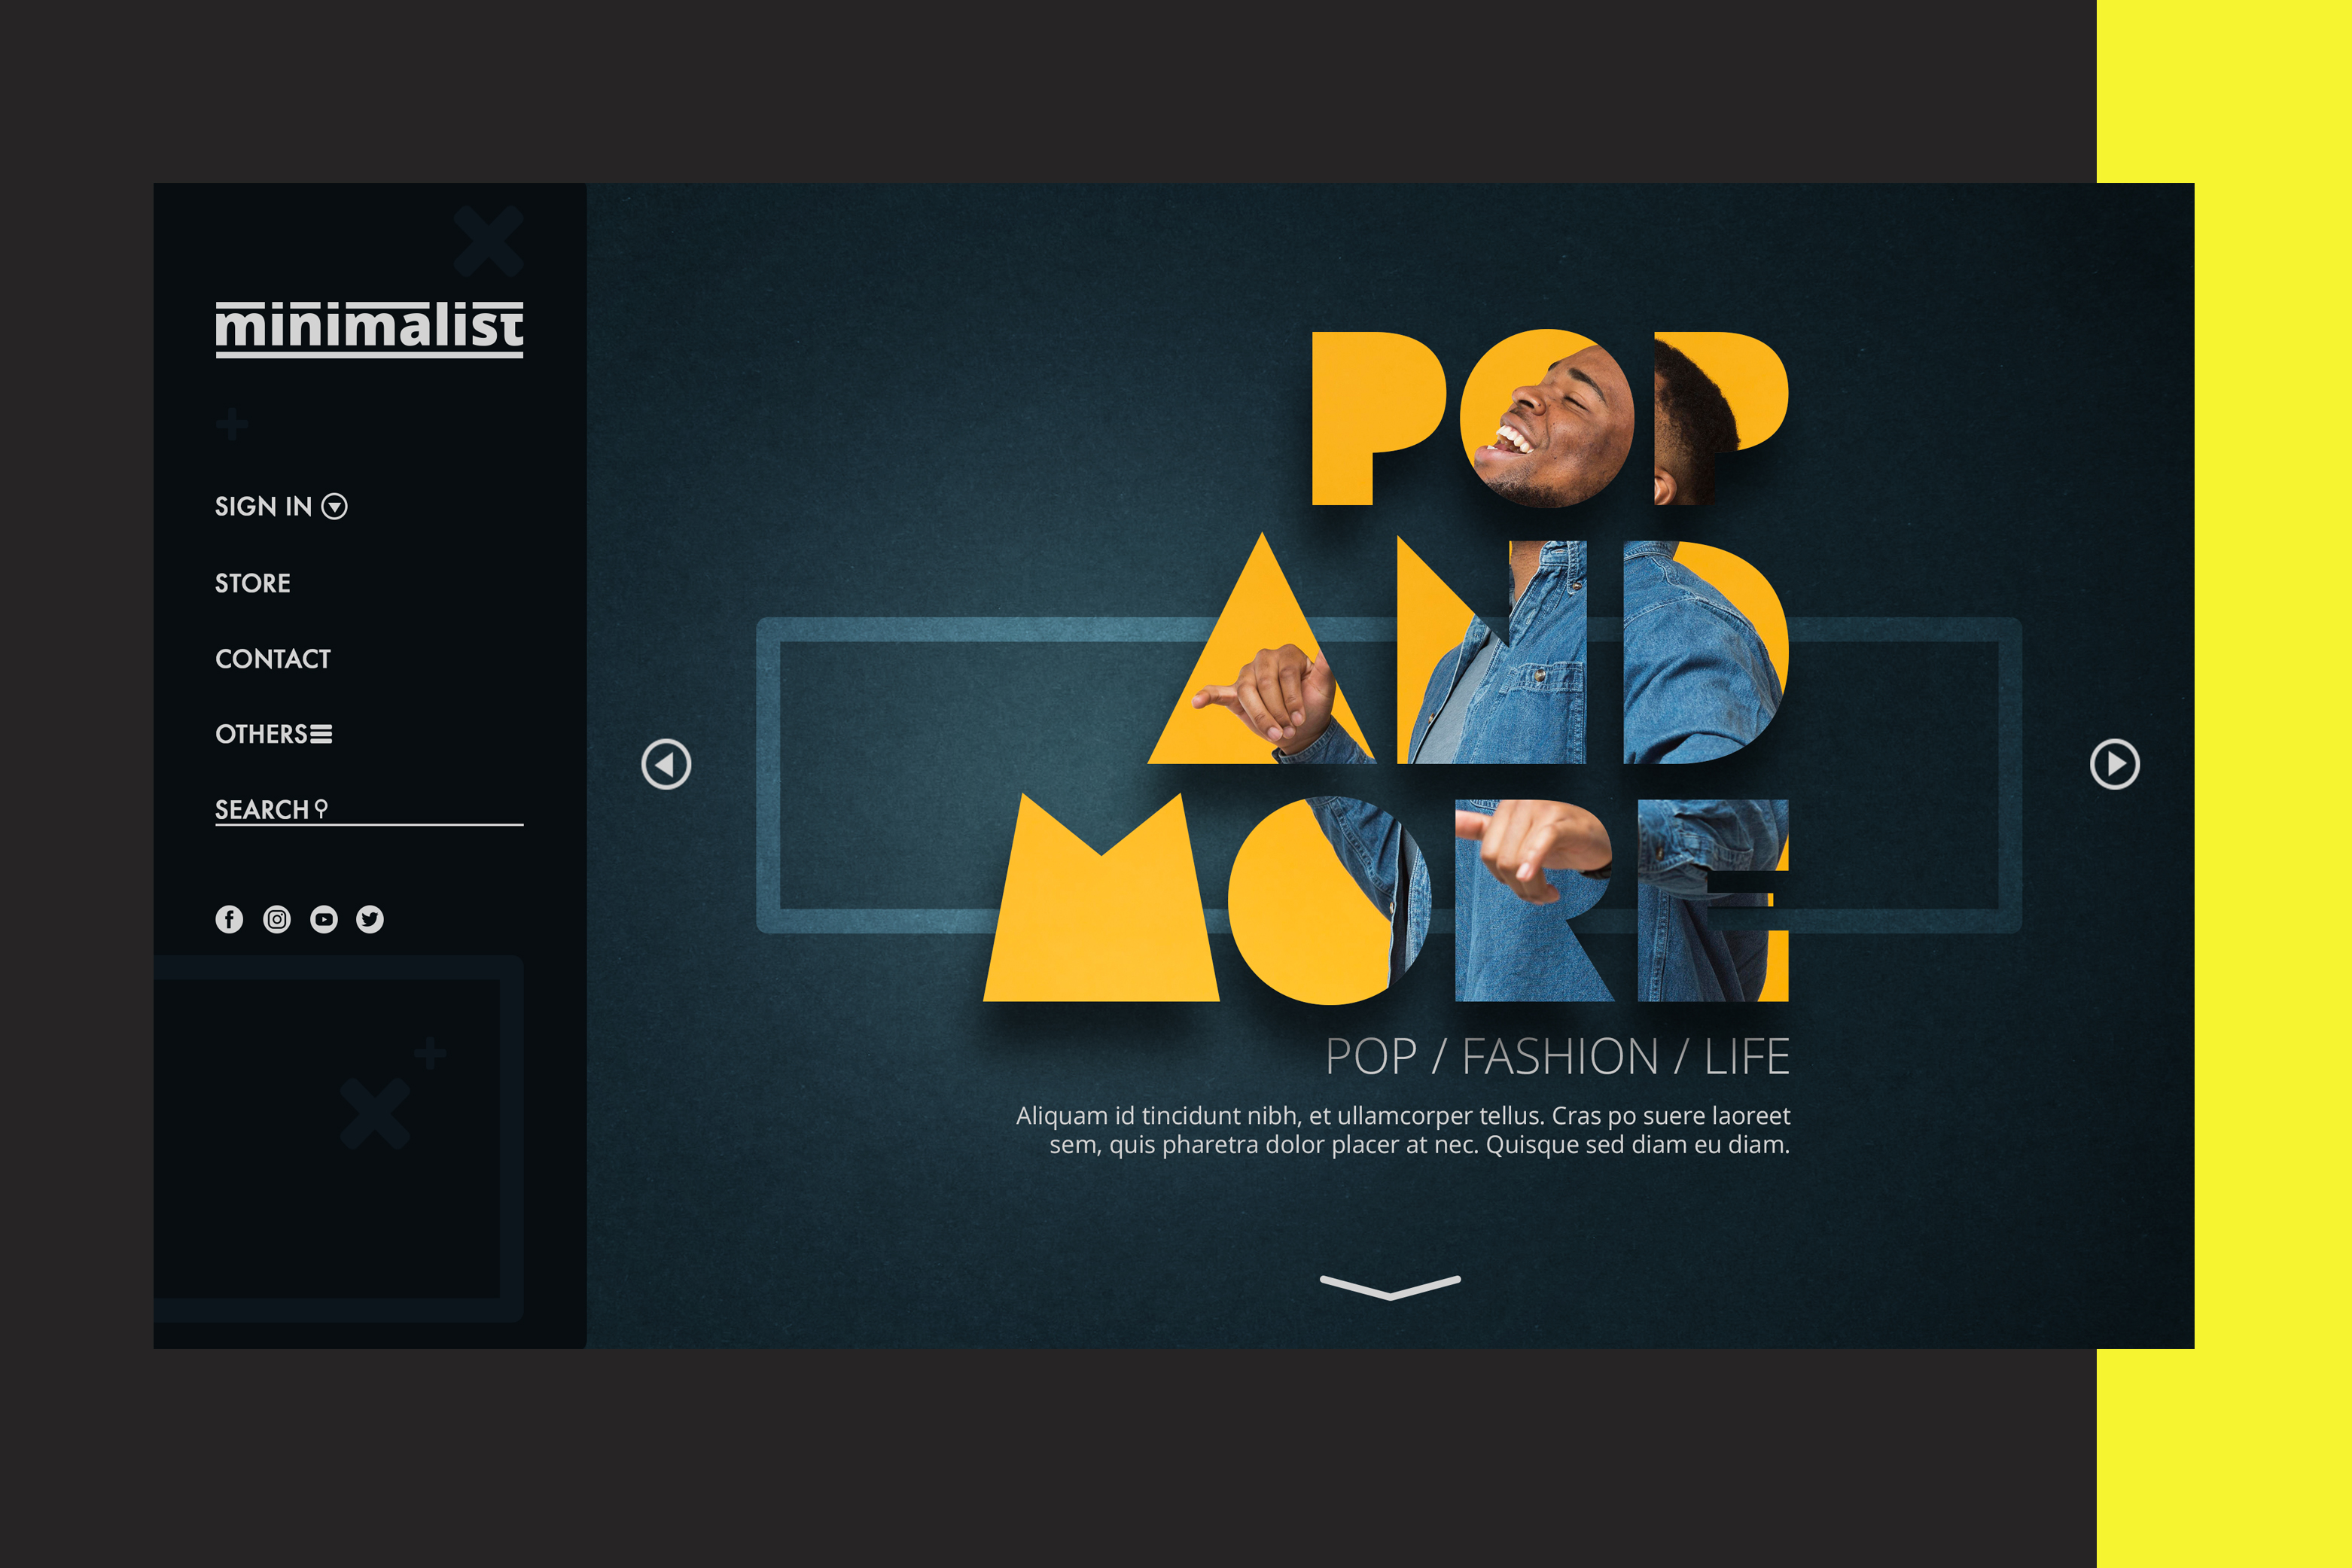 minimalist
SIGN IN
STORE
CONTACT
OTHERS
SEARCH
POP
AND
MORE
POP / FASHION / LIFE
Aliquam id tincidunt nibh, et ullamcorper tellus. Cras po suere laoreet
sem, quis pharetra dolor placer at nec. Quisque sed diam eu diam.